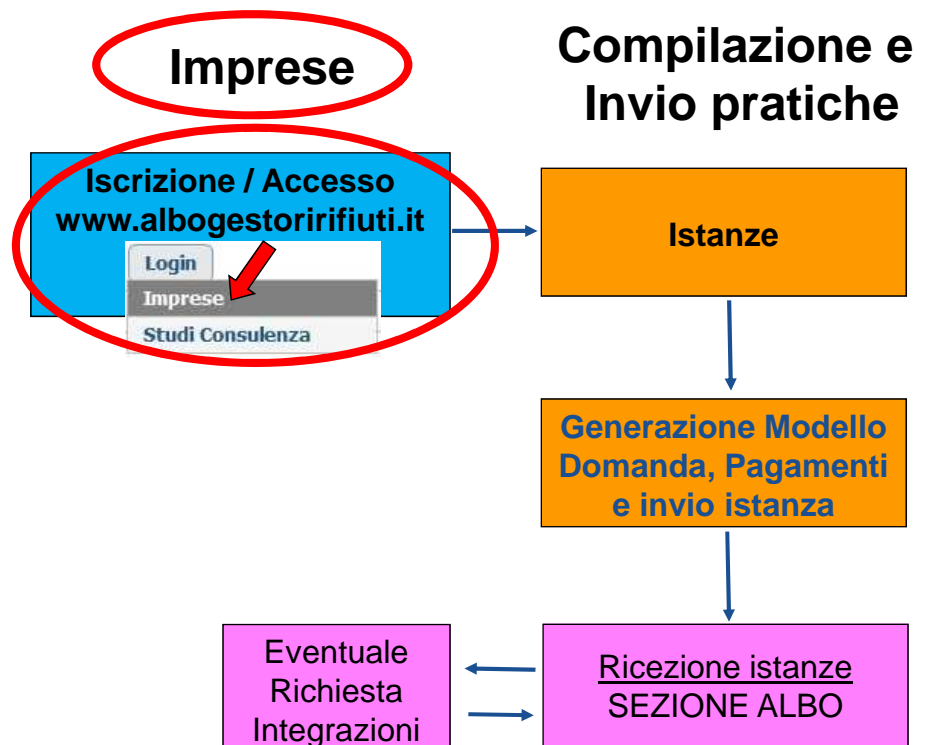 Imprese
Compilazione e
Invio pratiche
Iscrizione / Accesso
www.albogestoririfiuti.it
Login
Imprese
Studi Consulenza
Istanze
Generazione Modello
Domanda, Pagamenti
e invio istanza
Eventuale
Richiesta
Integrazioni
Ricezione istanze
SEZIONE ALBO